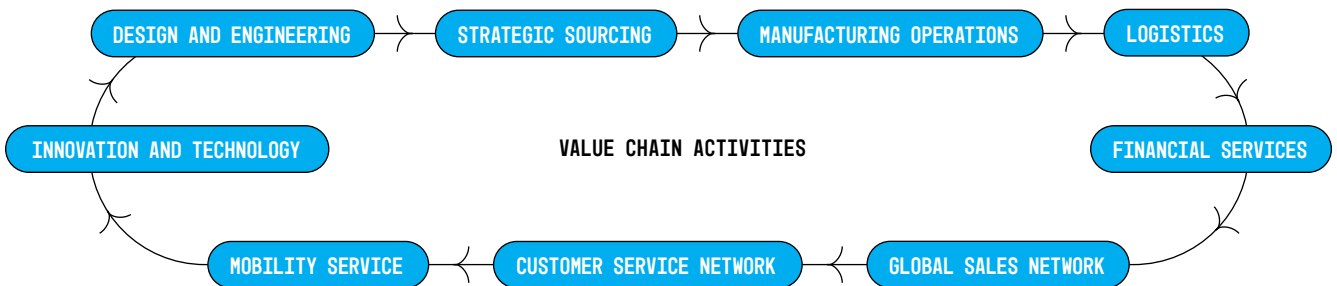 DESIGN AND ENGINEERING
STRATEGIC SOURCING
MANUFACTURING OPERATIONS
LOGISTICS
INNOVATION AND TECHNOLOGY
VALUE CHAIN ACTIVITIES
FINANCIAL SERVICES
MOBILITY SERVICE
CUSTOMER SERVICE NETWORK
GLOBAL SALES NETWORK